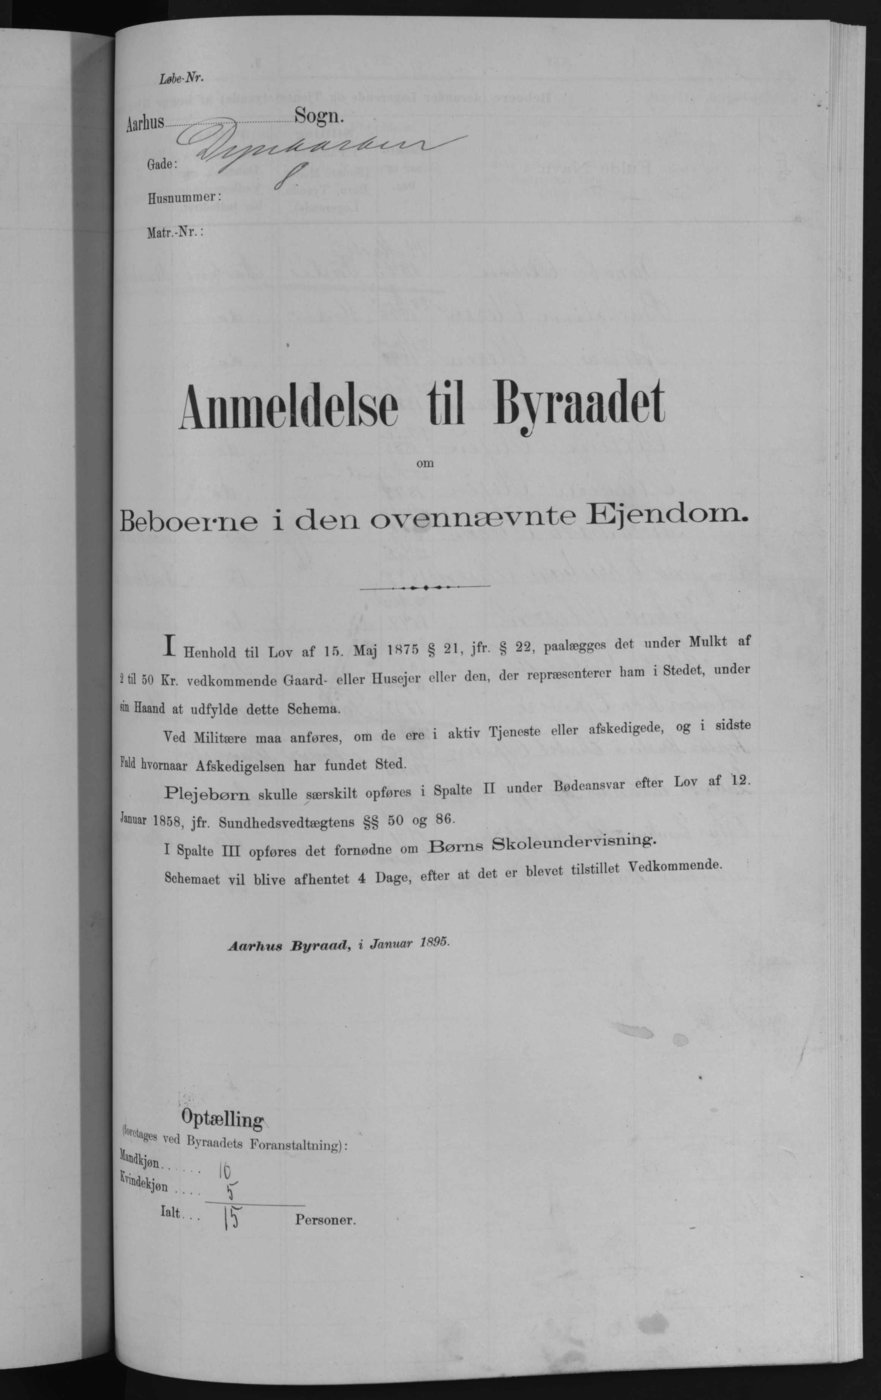 Løbe-Nr.
Aarhus Sogn.
Gade: Dynkarken
Husnummer: 8.
Matr.-Nr.:
Anmeldelse til Byraadet
om
Beboerne i den ovennævnte Ejendom.
I Henhold til Lov af 15. Maj 1875 § 21, jfr. § 22, paalægges det under Mulkt af
2 til 50 Kr. vedkommende Gaard- eller Husejer eller den, der repræsenterer ham i Stedet, under
sin Haand at udfylde dette Schema.
Ved Militære maa anføres, om de ere i aktiv Tjeneste eller afskedigede, og i sidste
Fald hvornaar Afskedigelsen har fundet Sted.
Plejebørn skulle særskilt opføres i Spalte II under Bødeansvar efter Lov af 12.
Januar 1858, jfr. Sundhedsvedtægtens §§ 50 og 86.
I Spalte III opføres det fornødne om Børns Skoleundervisning.
Schemaet vil blive afhentet 4 Dage, efter at det er blevet tilstillet Vedkommende.
Aarhus Byraad, i Januar 1895.
Optælling
(foretages ved Byraadets Foranstaltning):
Mandkjøn...... 10
Kvindekjøn .... 5
Ialt... 15 Personer.